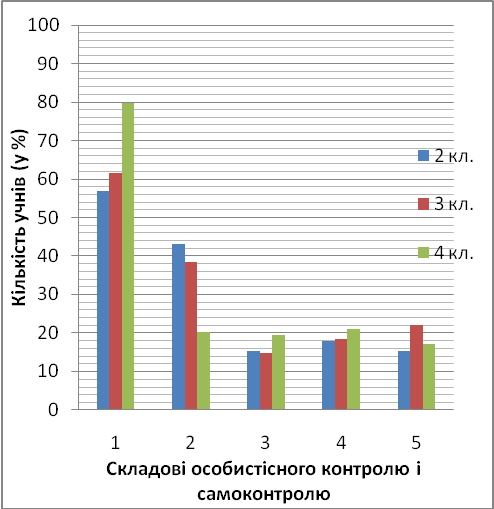 Кількість учнів (у %)
100
90
80
70
60
50
40
30
20
10
0
2 кл.
3 кл.
4 кл.
1 2 3 4 5
Складові особистісного контролю і
самоконтролю